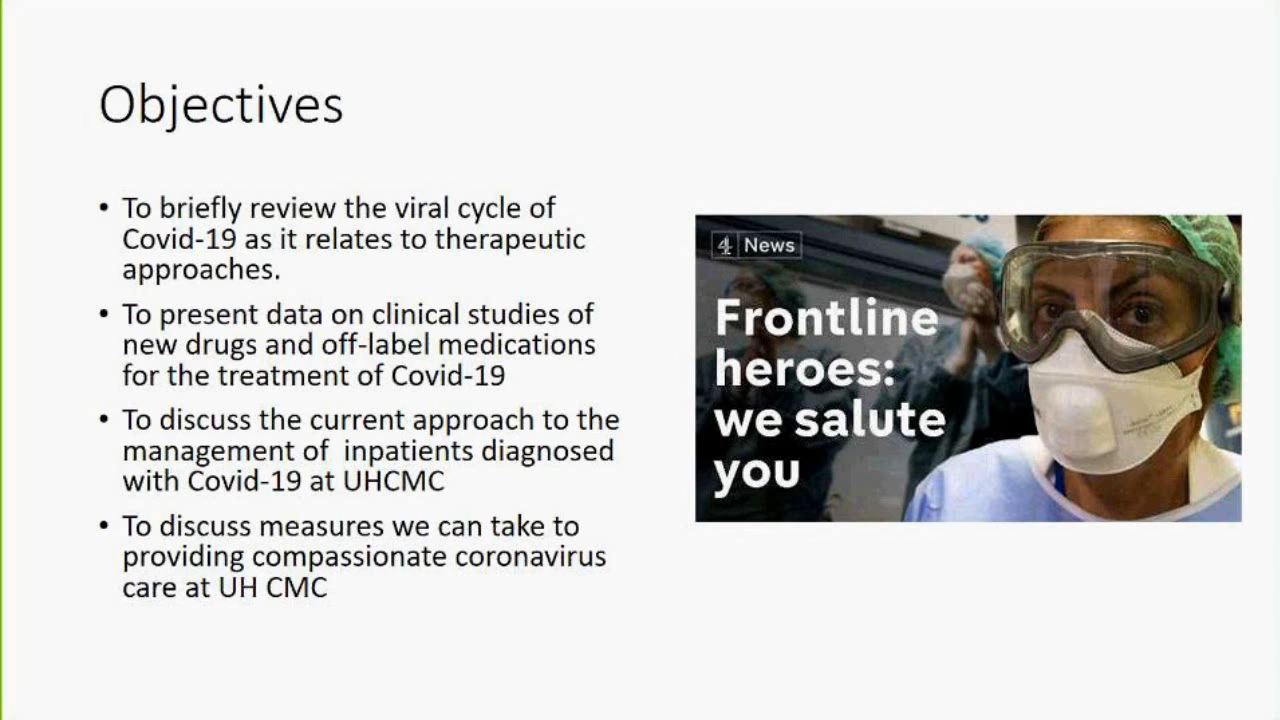 Objectives
• To briefly review the viral cycle of
Covid-19 as it relates to therapeutic
approaches.
• To present data on clinical studies of
new drugs and off-label medications
for the treatment of Covid-19
• To discuss the current approach to the
management of  inpatients diagnosed
with Covid-19 at UHCMC
• To discuss measures we can take to
providing compassionate coronavirus
care at UH CMC
4 News
Frontline
heroes:
we salute
you